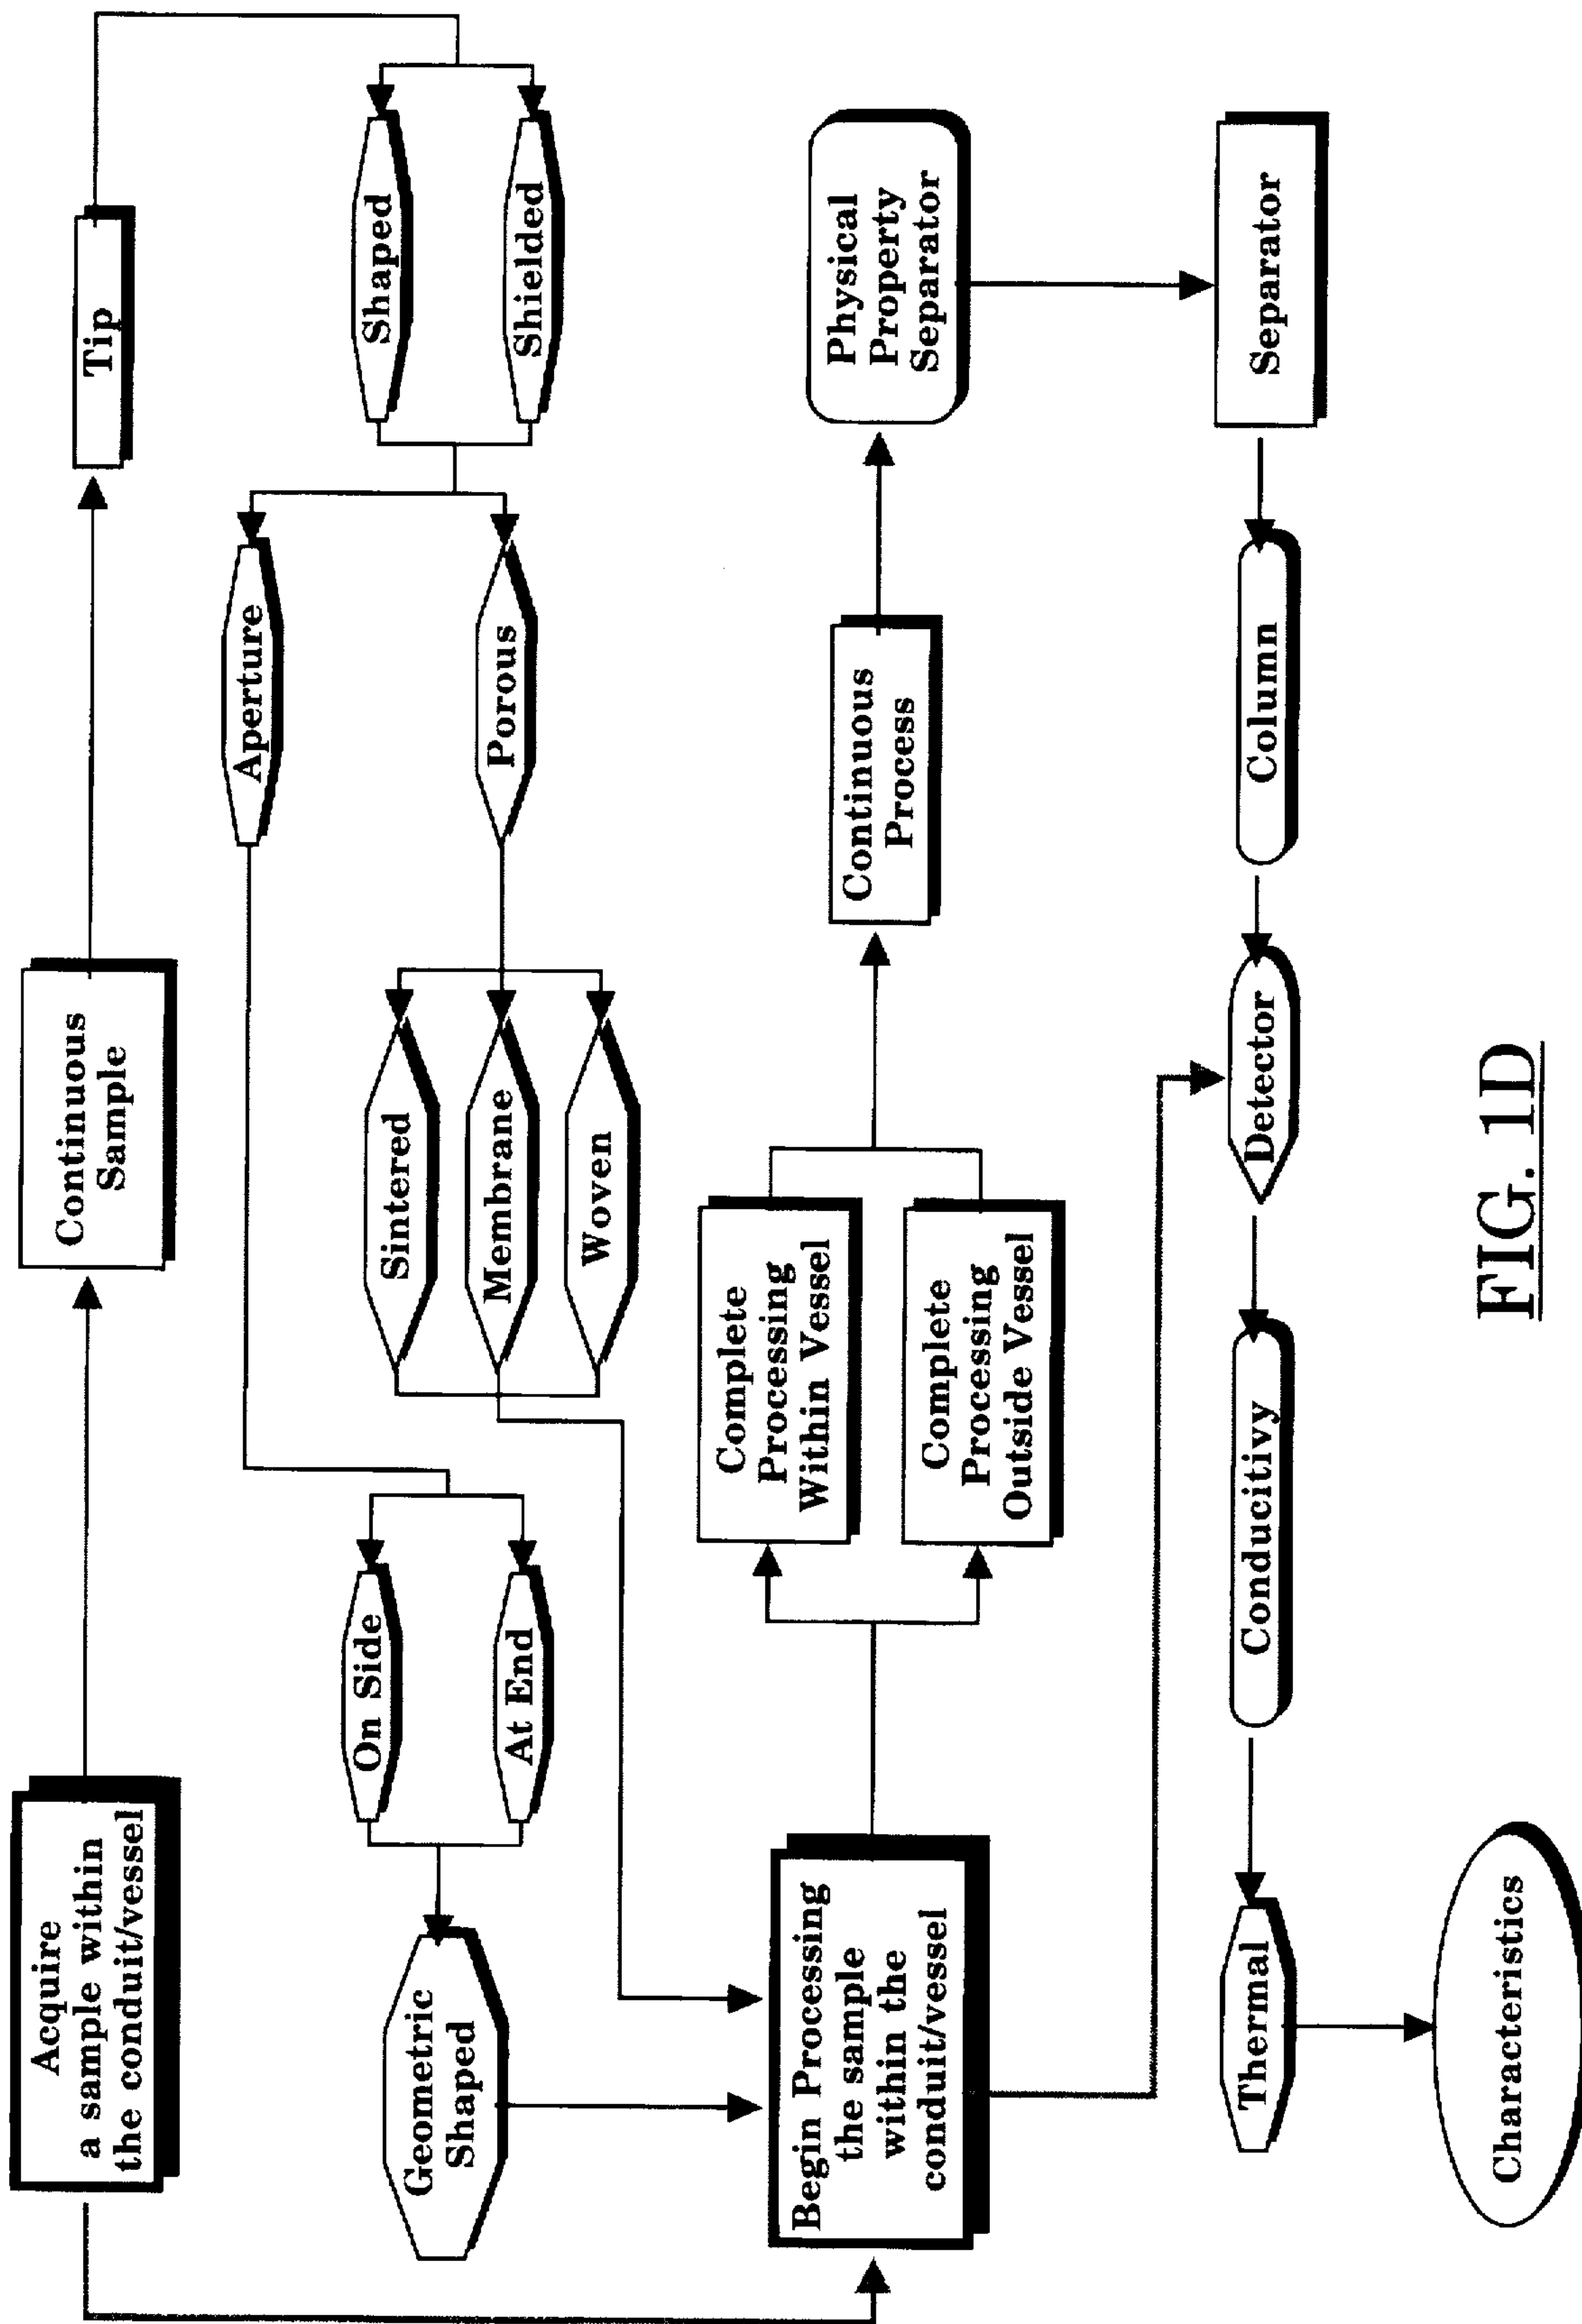 Acquire
a sample within
the conduit/vessel
Continuous
Sample
Tip
Shaped
Shielded
Aperture
Porous
Sintered
Membrane
Woven
On Side
At End
Geometric
Shaped
Begin Processing
the sample
within the
conduit/vessel
Complete
Processing
Within Vessel
Complete
Processing
Outside Vessel
Continuous
Process
Physical
Property
Separator
Separator
Column
Detector
Conducitivy
Thermal
Characteristics
FIG. 1D